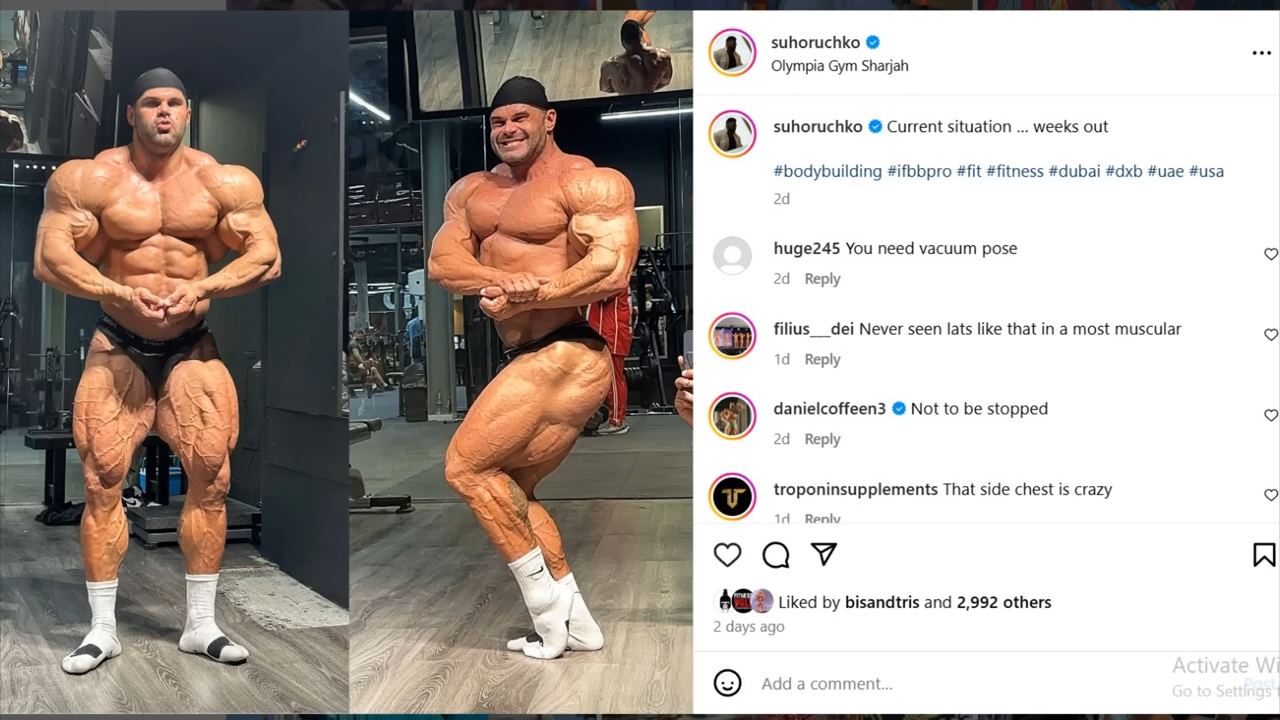 suhoruchko
Olympia Gym Sharjah
suhoruchko Current situation ... weeks out
#bodybuilding #ifbbpro #fit #fitness #dubai #dxb #uae #usa
2d
huge245 You need vacuum pose
2d Reply
filius___dei Never seen lats like that in a most muscular
1d Reply
danielcoffeen3 Not to be stopped
2d Reply
troponinsupplements That side chest is crazy
1d Reply
Liked by bisandtris and 2,992 others
2 days ago
Add a comment...
Post
Activate Wi
Go to Settings